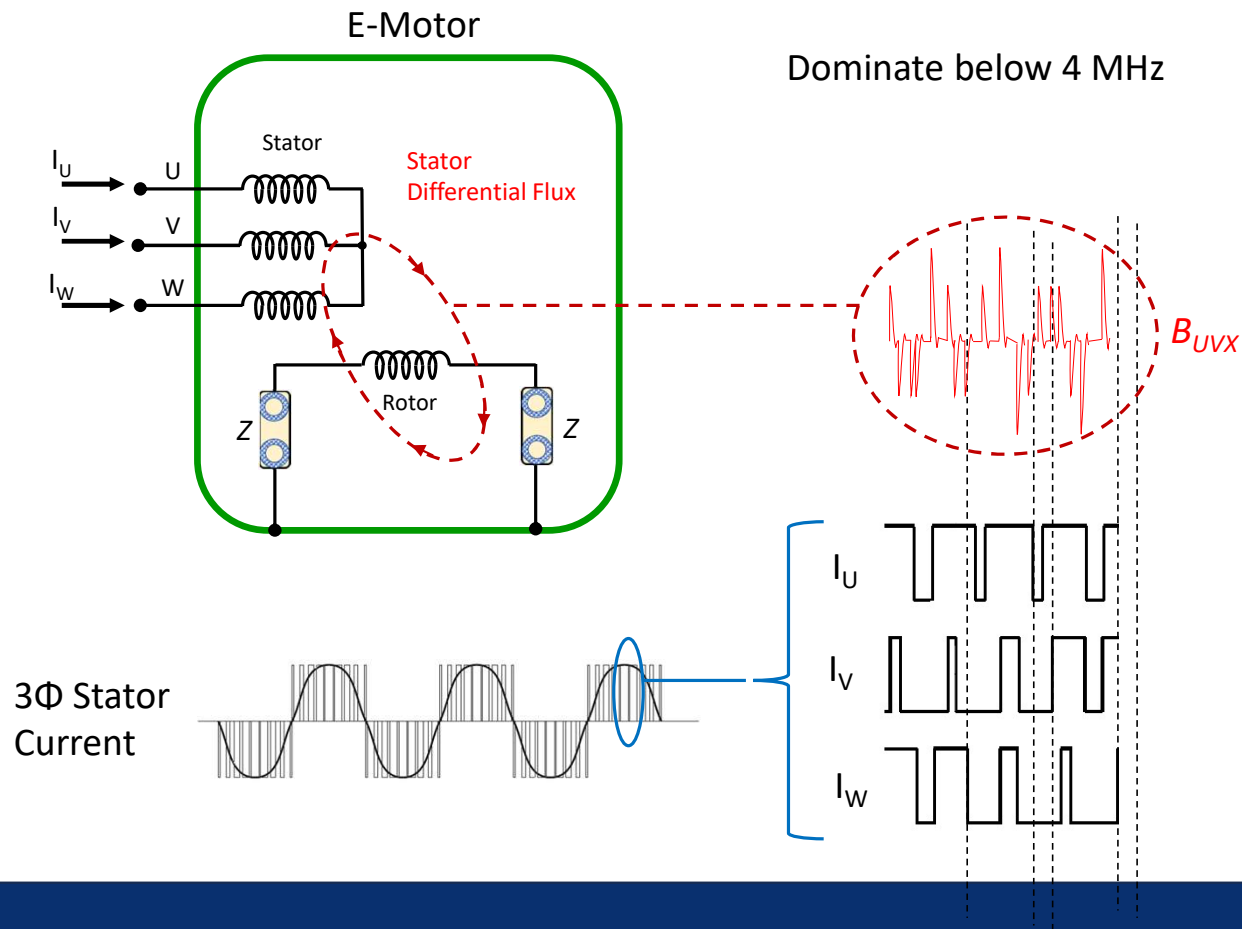 E-Motor
Dominate below 4 MHz
Stator
Stator
Differential Flux
I_U
U
I_V
V
I_W
W
Rotor
Z
Z
B_UVX
I_U
I_V
I_W
3Φ Stator
Current